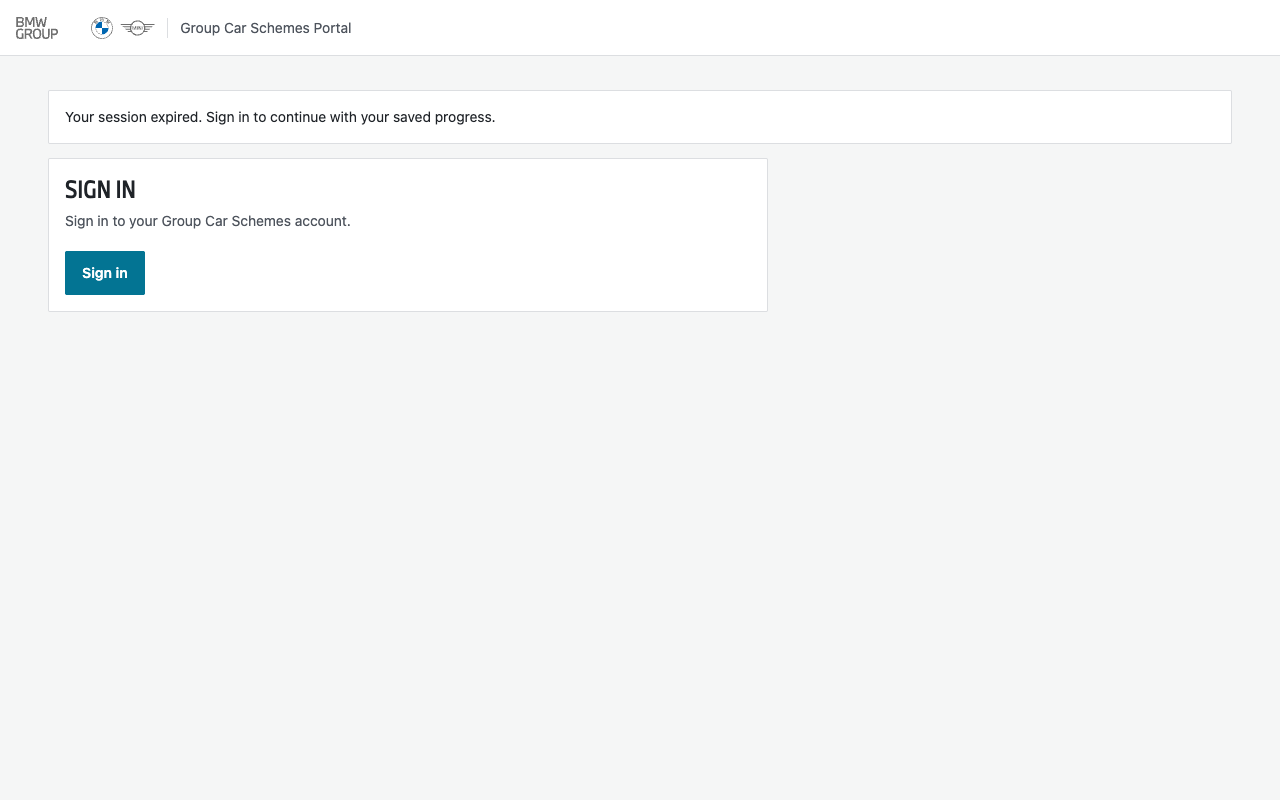 BMW
GROUP
Group Car Schemes Portal
Your session expired. Sign in to continue with your saved progress.
SIGN IN
Sign in to your Group Car Schemes account.
Sign in